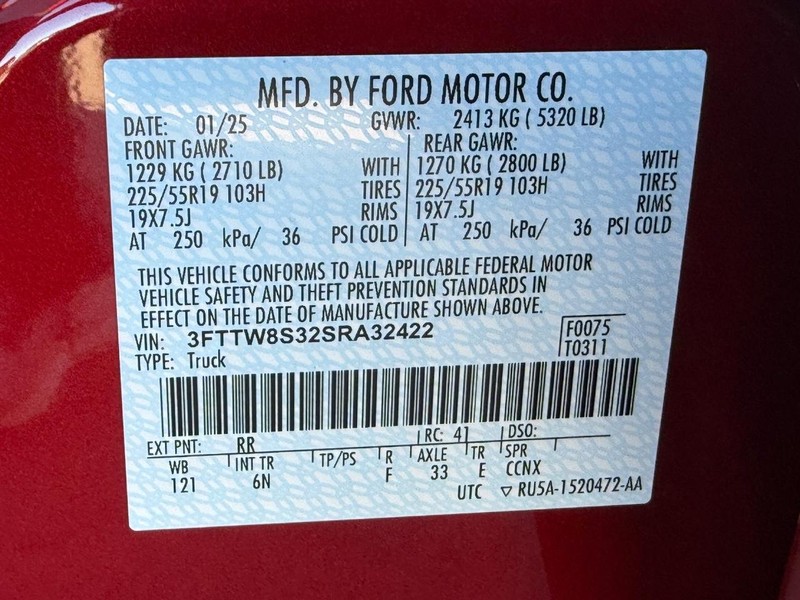 MFD. BY FORD MOTOR CO.
DATE: 01/25 GVWR: 2413 KG ( 5320 LB)
FRONT GAWR: REAR GAWR:
1229 KG ( 2710 LB) WITH 1270 KG ( 2800 LB) WITH
225/55R19 103H TIRES 225/55R19 103H TIRES
19X7.5J RIMS 19X7.5J RIMS
AT 250 kPa/ 36 PSI COLD AT 250 kPa/ 36 PSI COLD
THIS VEHICLE CONFORMS TO ALL APPLICABLE FEDERAL MOTOR
VEHICLE SAFETY AND THEFT PREVENTION STANDARDS IN
EFFECT ON THE DATE OF MANUFACTURE SHOWN ABOVE.
VIN: 3FTTW8S32SRA32422 F0075
TYPE: Truck T0311
EXT PNT: RR RC: 41 DSO:
WB INT TR TP/PS R AXLE TR SPR
121 6N F 33 E CCNX
UTC ▽ RU5A-1520472-AA